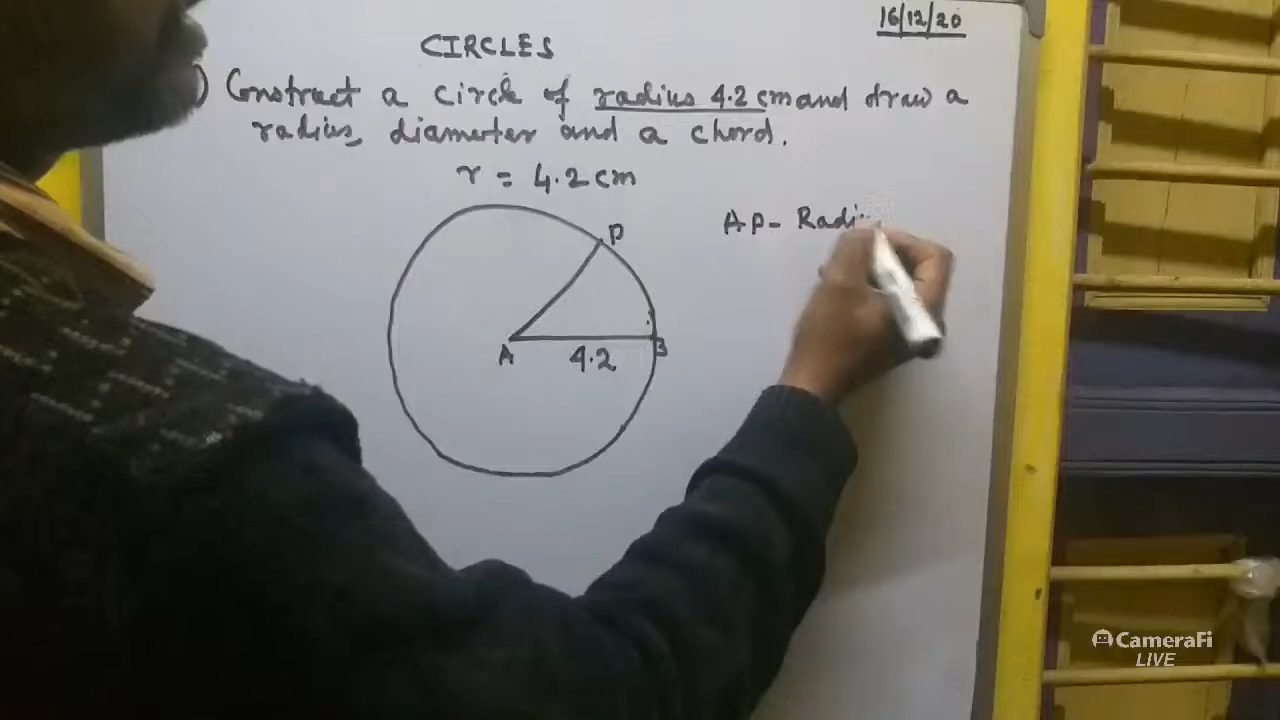 16/12/20
CIRCLES
) Construct a circle of radius 4.2 cm and draw a
radius, diameter and a chord.
r = 4.2 cm
P
AP - Radi
A
4.2
B
CameraFi
LIVE